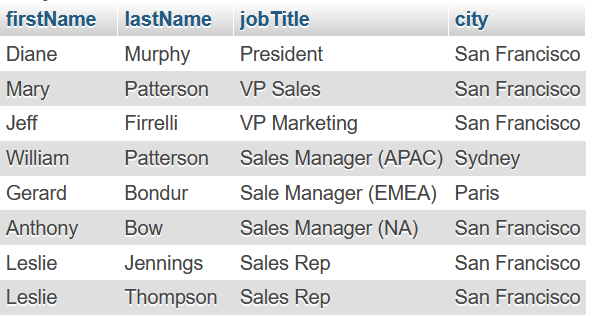 firstName lastName jobTitle city
Diane Murphy President San Francisco
Mary Patterson VP Sales San Francisco
Jeff Firrelli VP Marketing San Francisco
William Patterson Sales Manager (APAC) Sydney
Gerard Bondur Sale Manager (EMEA) Paris
Anthony Bow Sales Manager (NA) San Francisco
Leslie Jennings Sales Rep San Francisco
Leslie Thompson Sales Rep San Francisco